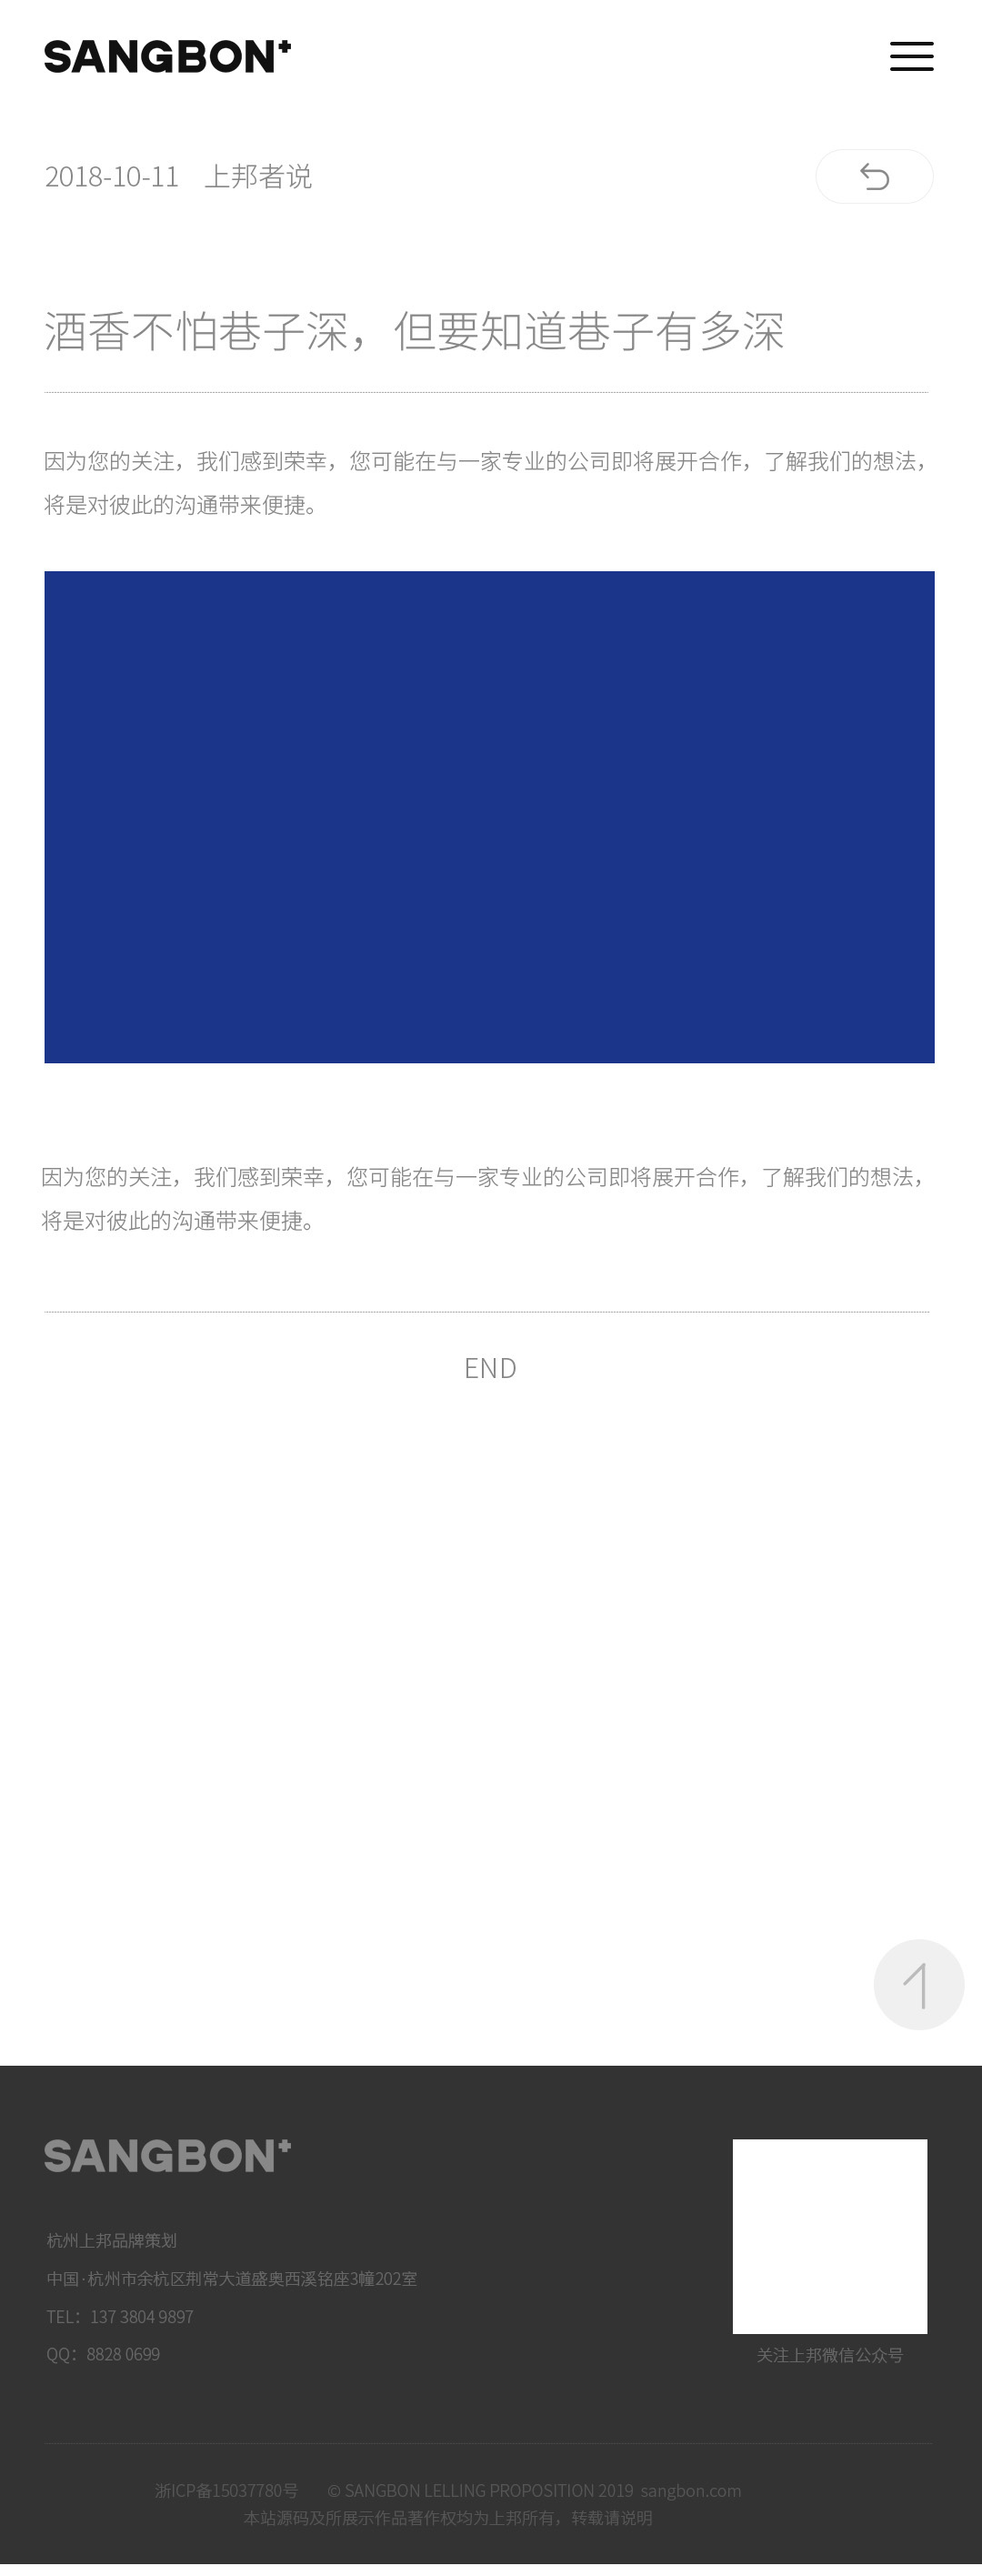 SANGBON+
2018-10-11 上邦者说
酒香不怕巷子深，但要知道巷子有多深
因为您的关注，我们感到荣幸，您可能在与一家专业的公司即将展开合作，了解我们的想法，
将是对彼此的沟通带来便捷。
因为您的关注，我们感到荣幸，您可能在与一家专业的公司即将展开合作，了解我们的想法，
将是对彼此的沟通带来便捷。
END
SANGBON+
杭州上邦品牌策划
中国·杭州市余杭区荆常大道盛奥西溪铭座3幢202室
TEL：137 3804 9897
QQ：8828 0699
关注上邦微信公众号
浙ICP备15037780号 © SANGBON LELLING PROPOSITION 2019 sangbon.com
本站源码及所展示作品著作权均为上邦所有，转载请说明